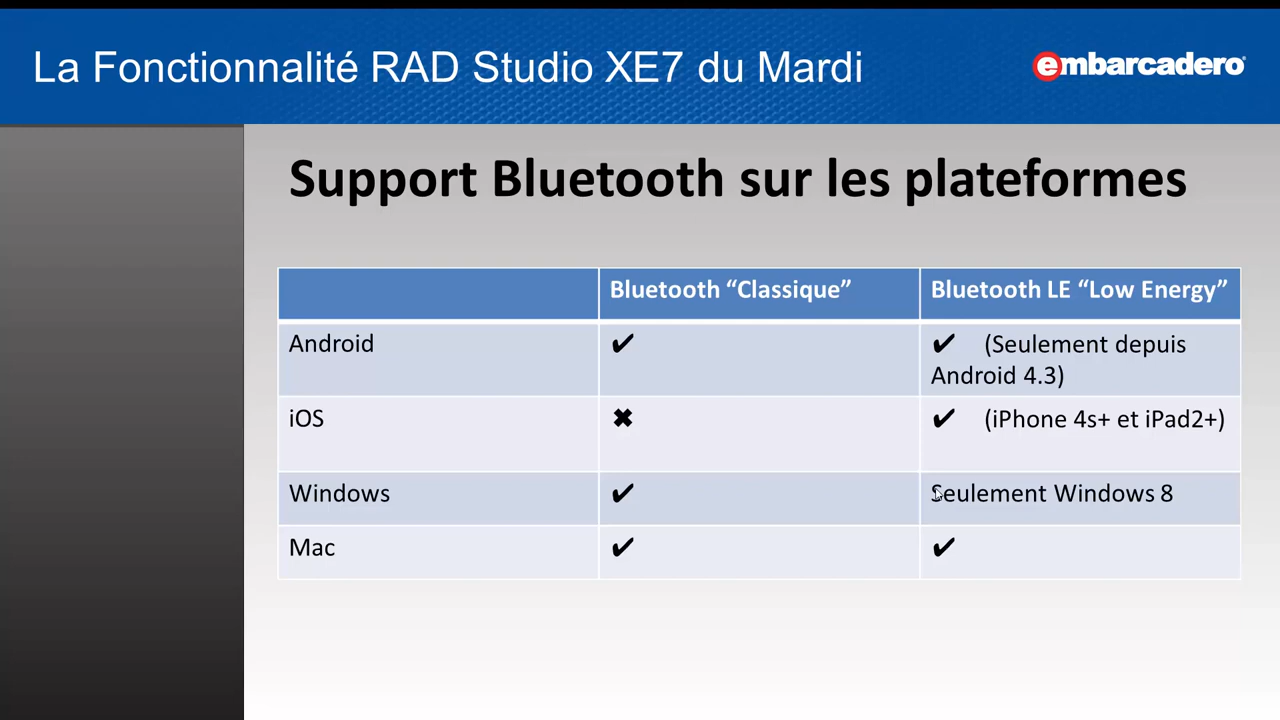 La Fonctionnalité RAD Studio XE7 du Mardi
embarcadero®
Support Bluetooth sur les plateformes
Bluetooth “Classique”
Bluetooth LE “Low Energy”
Android
✔
✔ (Seulement depuis
Android 4.3)
iOS
✖
✔ (iPhone 4s+ et iPad2+)
Windows
✔
Seulement Windows 8
Mac
✔
✔